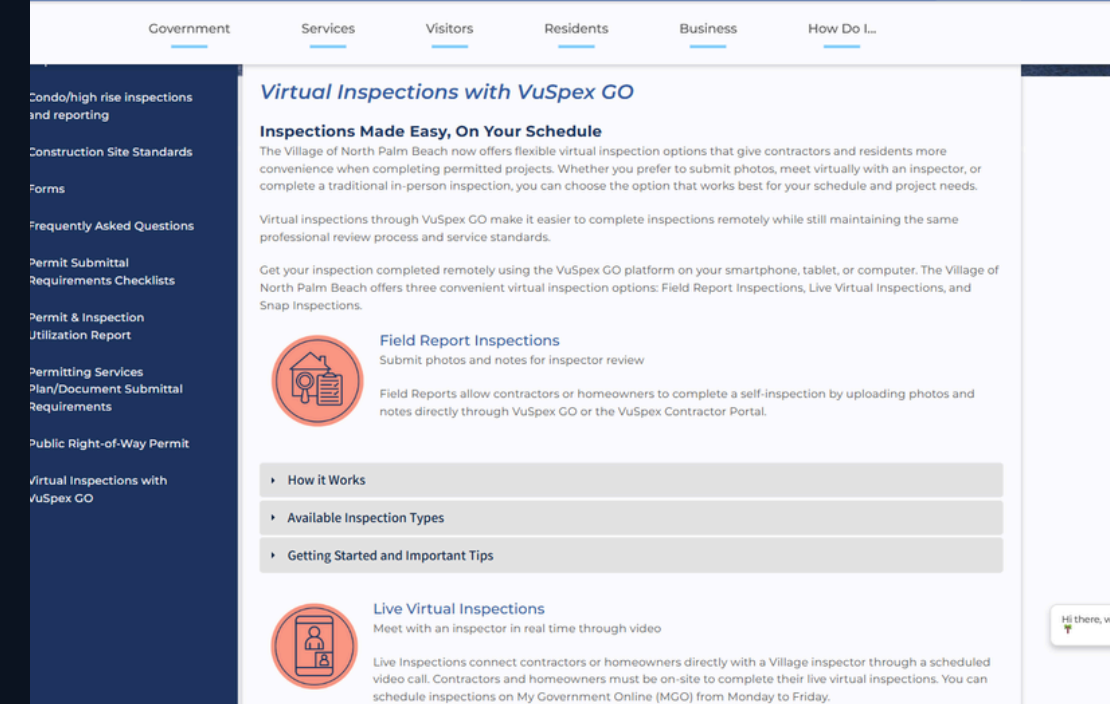 Government
Services
Visitors
Residents
Business
How Do I...
Condo/high rise inspections
and reporting
Construction Site Standards
Forms
Frequently Asked Questions
Permit Submittal
Requirements Checklists
Permit & Inspection
Utilization Report
Permitting Services
Plan/Document Submittal
Requirements
Public Right-of-Way Permit
Virtual Inspections with
VuSpex GO
Virtual Inspections with VuSpex GO
Inspections Made Easy, On Your Schedule
The Village of North Palm Beach now offers flexible virtual inspection options that give contractors and residents more
convenience when completing permitted projects. Whether you prefer to submit photos, meet virtually with an inspector, or
complete a traditional in-person inspection, you can choose the option that works best for your schedule and project needs.
Virtual inspections through VuSpex GO make it easier to complete inspections remotely while still maintaining the same
professional review process and service standards.
Get your inspection completed remotely using the VuSpex GO platform on your smartphone, tablet, or computer. The Village of
North Palm Beach offers three convenient virtual inspection options: Field Report Inspections, Live Virtual Inspections, and
Snap Inspections.
Field Report Inspections
Submit photos and notes for inspector review
Field Reports allow contractors or homeowners to complete a self-inspection by uploading photos and
notes directly through VuSpex GO or the VuSpex Contractor Portal.
How it Works
Available Inspection Types
Getting Started and Important Tips
Live Virtual Inspections
Meet with an inspector in real time through video
Live Inspections connect contractors or homeowners directly with a Village inspector through a scheduled
video call. Contractors and homeowners must be on-site to complete their live virtual inspections. You can
schedule inspections on My Government Online (MGO) from Monday to Friday.
Hi there, w